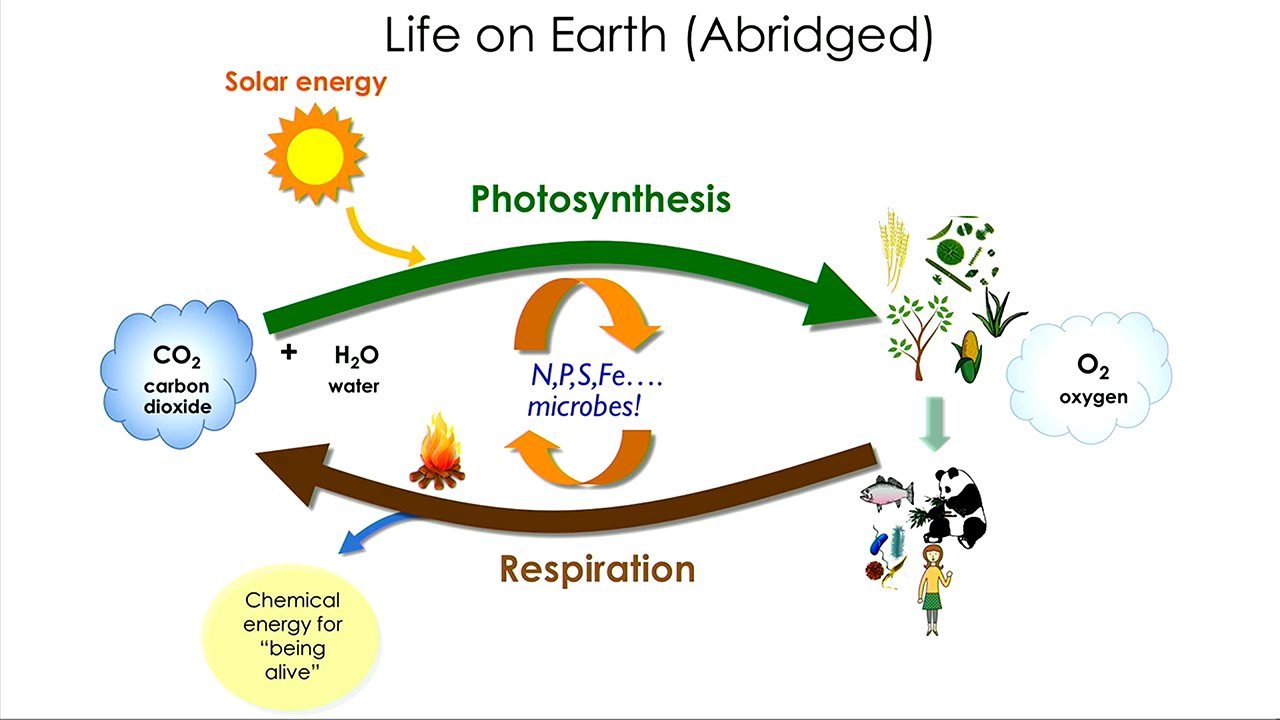 Life on Earth (Abridged)
Solar energy
Photosynthesis
CO₂
carbon
dioxide
+
H₂O
water
N,P,S,Fe....
microbes!
O₂
oxygen
Respiration
Chemical
energy for
“being
alive”